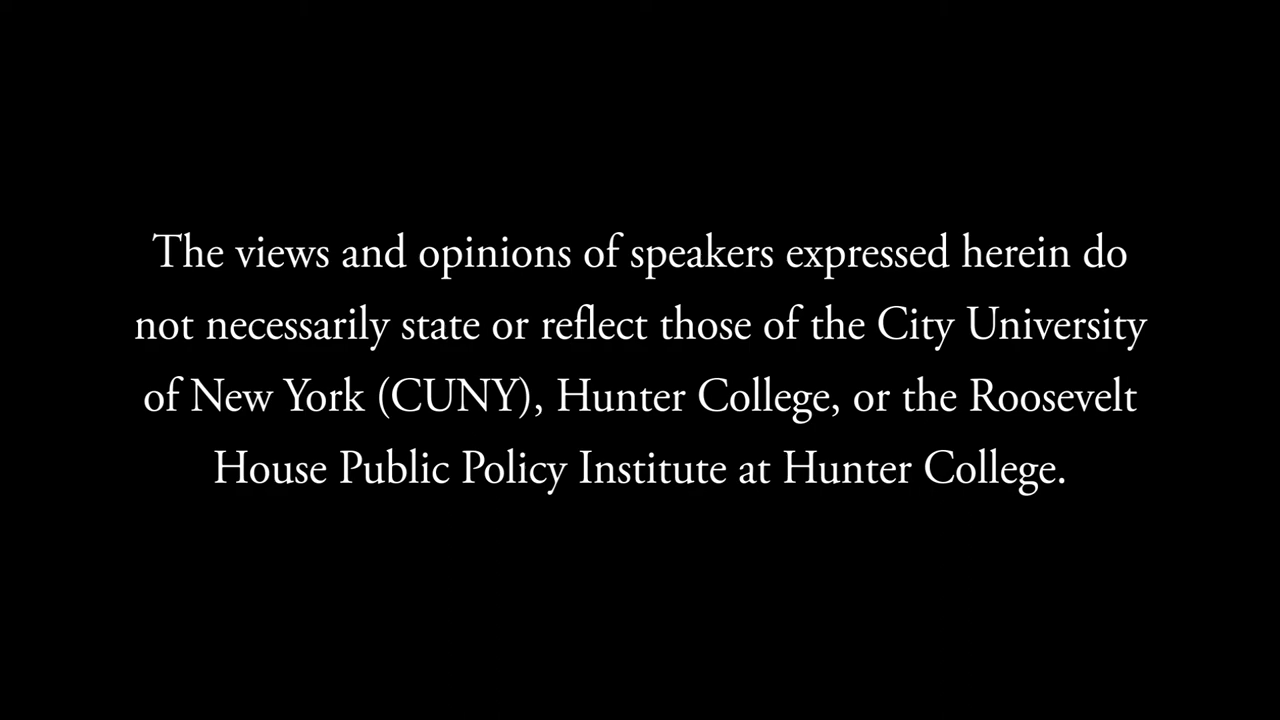 The views and opinions of speakers expressed herein do
not necessarily state or reflect those of the City University
of New York (CUNY), Hunter College, or the Roosevelt
House Public Policy Institute at Hunter College.